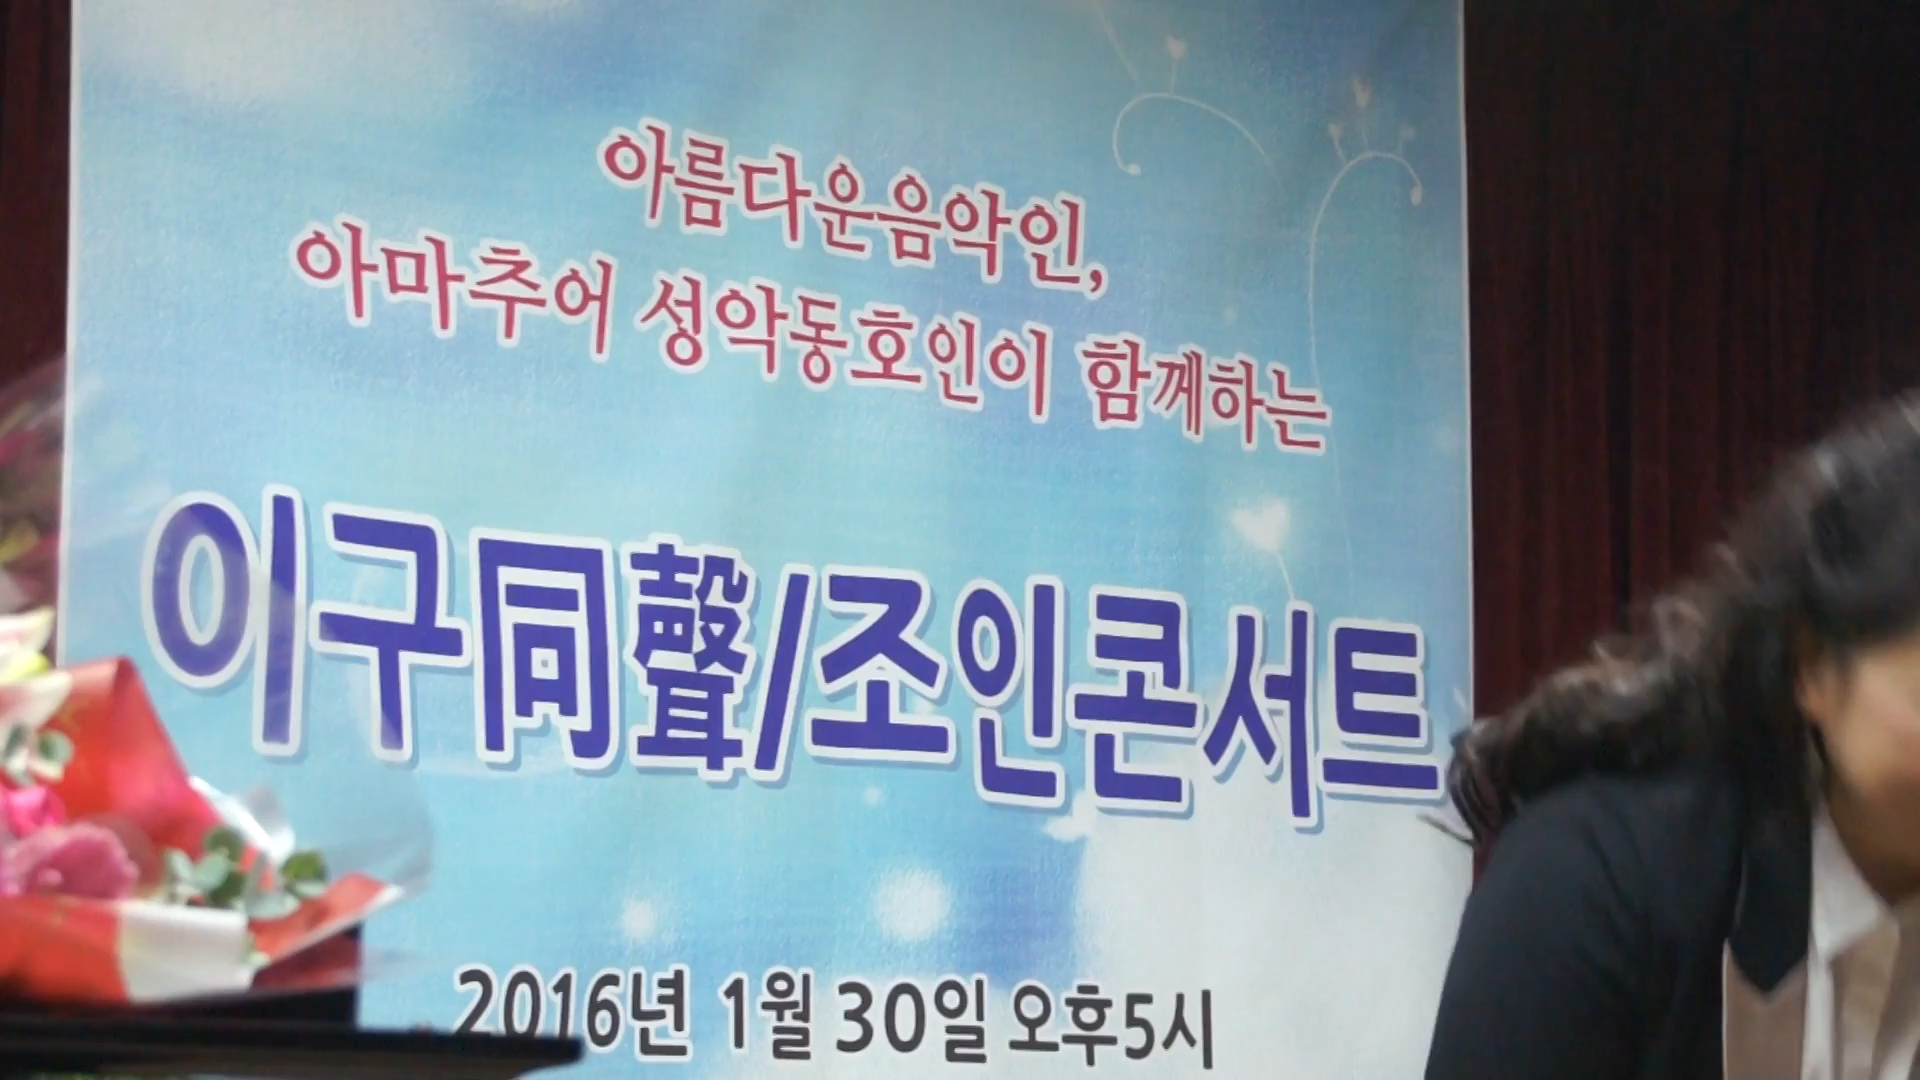 아름다운음악인,
아마추어 성악동호인이 함께하는
이구同聲/조인콘서트
2016년 1월 30일 오후5시